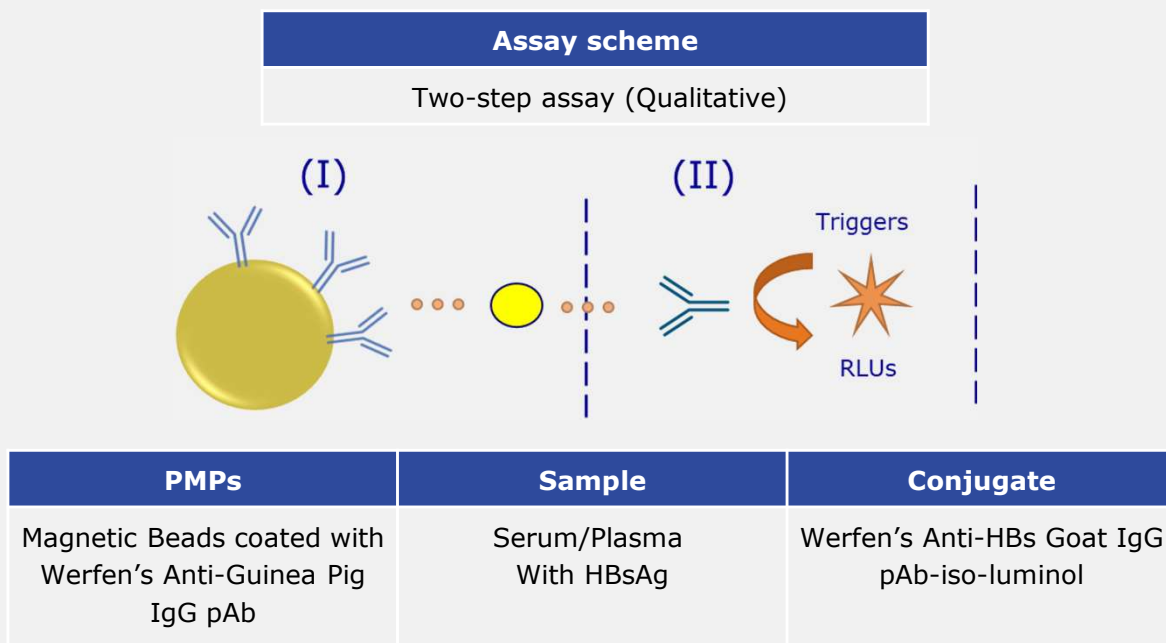 Assay scheme
Two-step assay (Qualitative)
(I)
(II)
Triggers
RLUs
PMPs
Sample
Conjugate
Magnetic Beads coated with
Werfen's Anti-Guinea Pig
IgG pAb
Serum/Plasma
With HBsAg
Werfen's Anti-HBs Goat IgG
pAb-iso-luminol